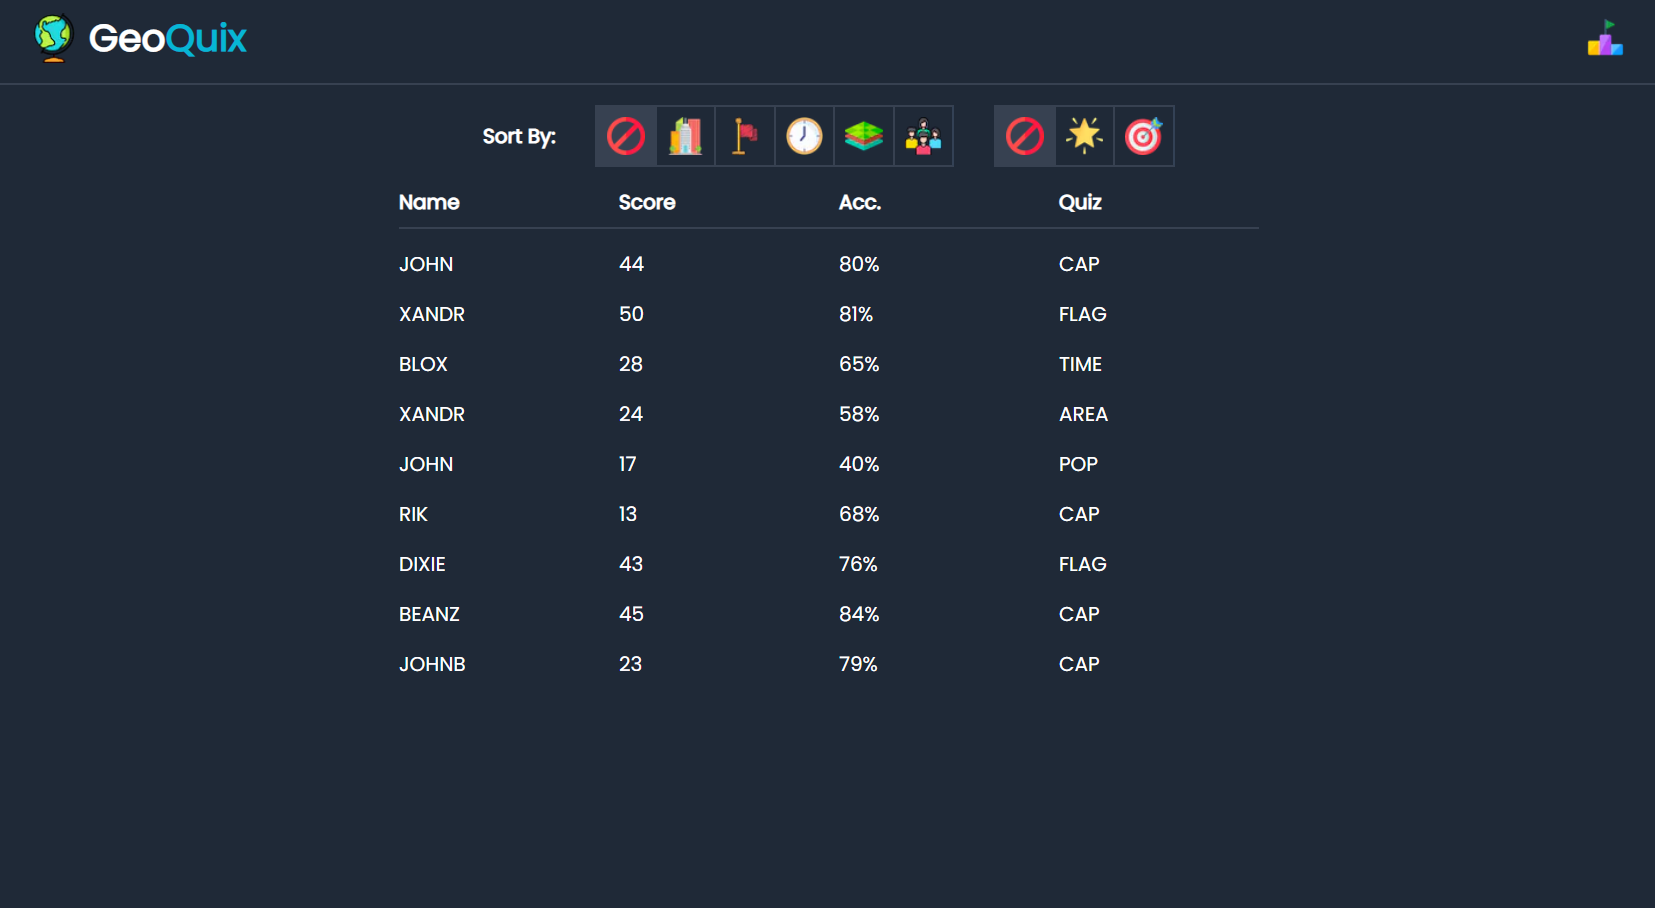 GeoQuix
Sort By:
Name Score Acc. Quiz
JOHN 44 80% CAP
XANDR 50 81% FLAG
BLOX 28 65% TIME
XANDR 24 58% AREA
JOHN 17 40% POP
RIK 13 68% CAP
DIXIE 43 76% FLAG
BEANZ 45 84% CAP
JOHNB 23 79% CAP